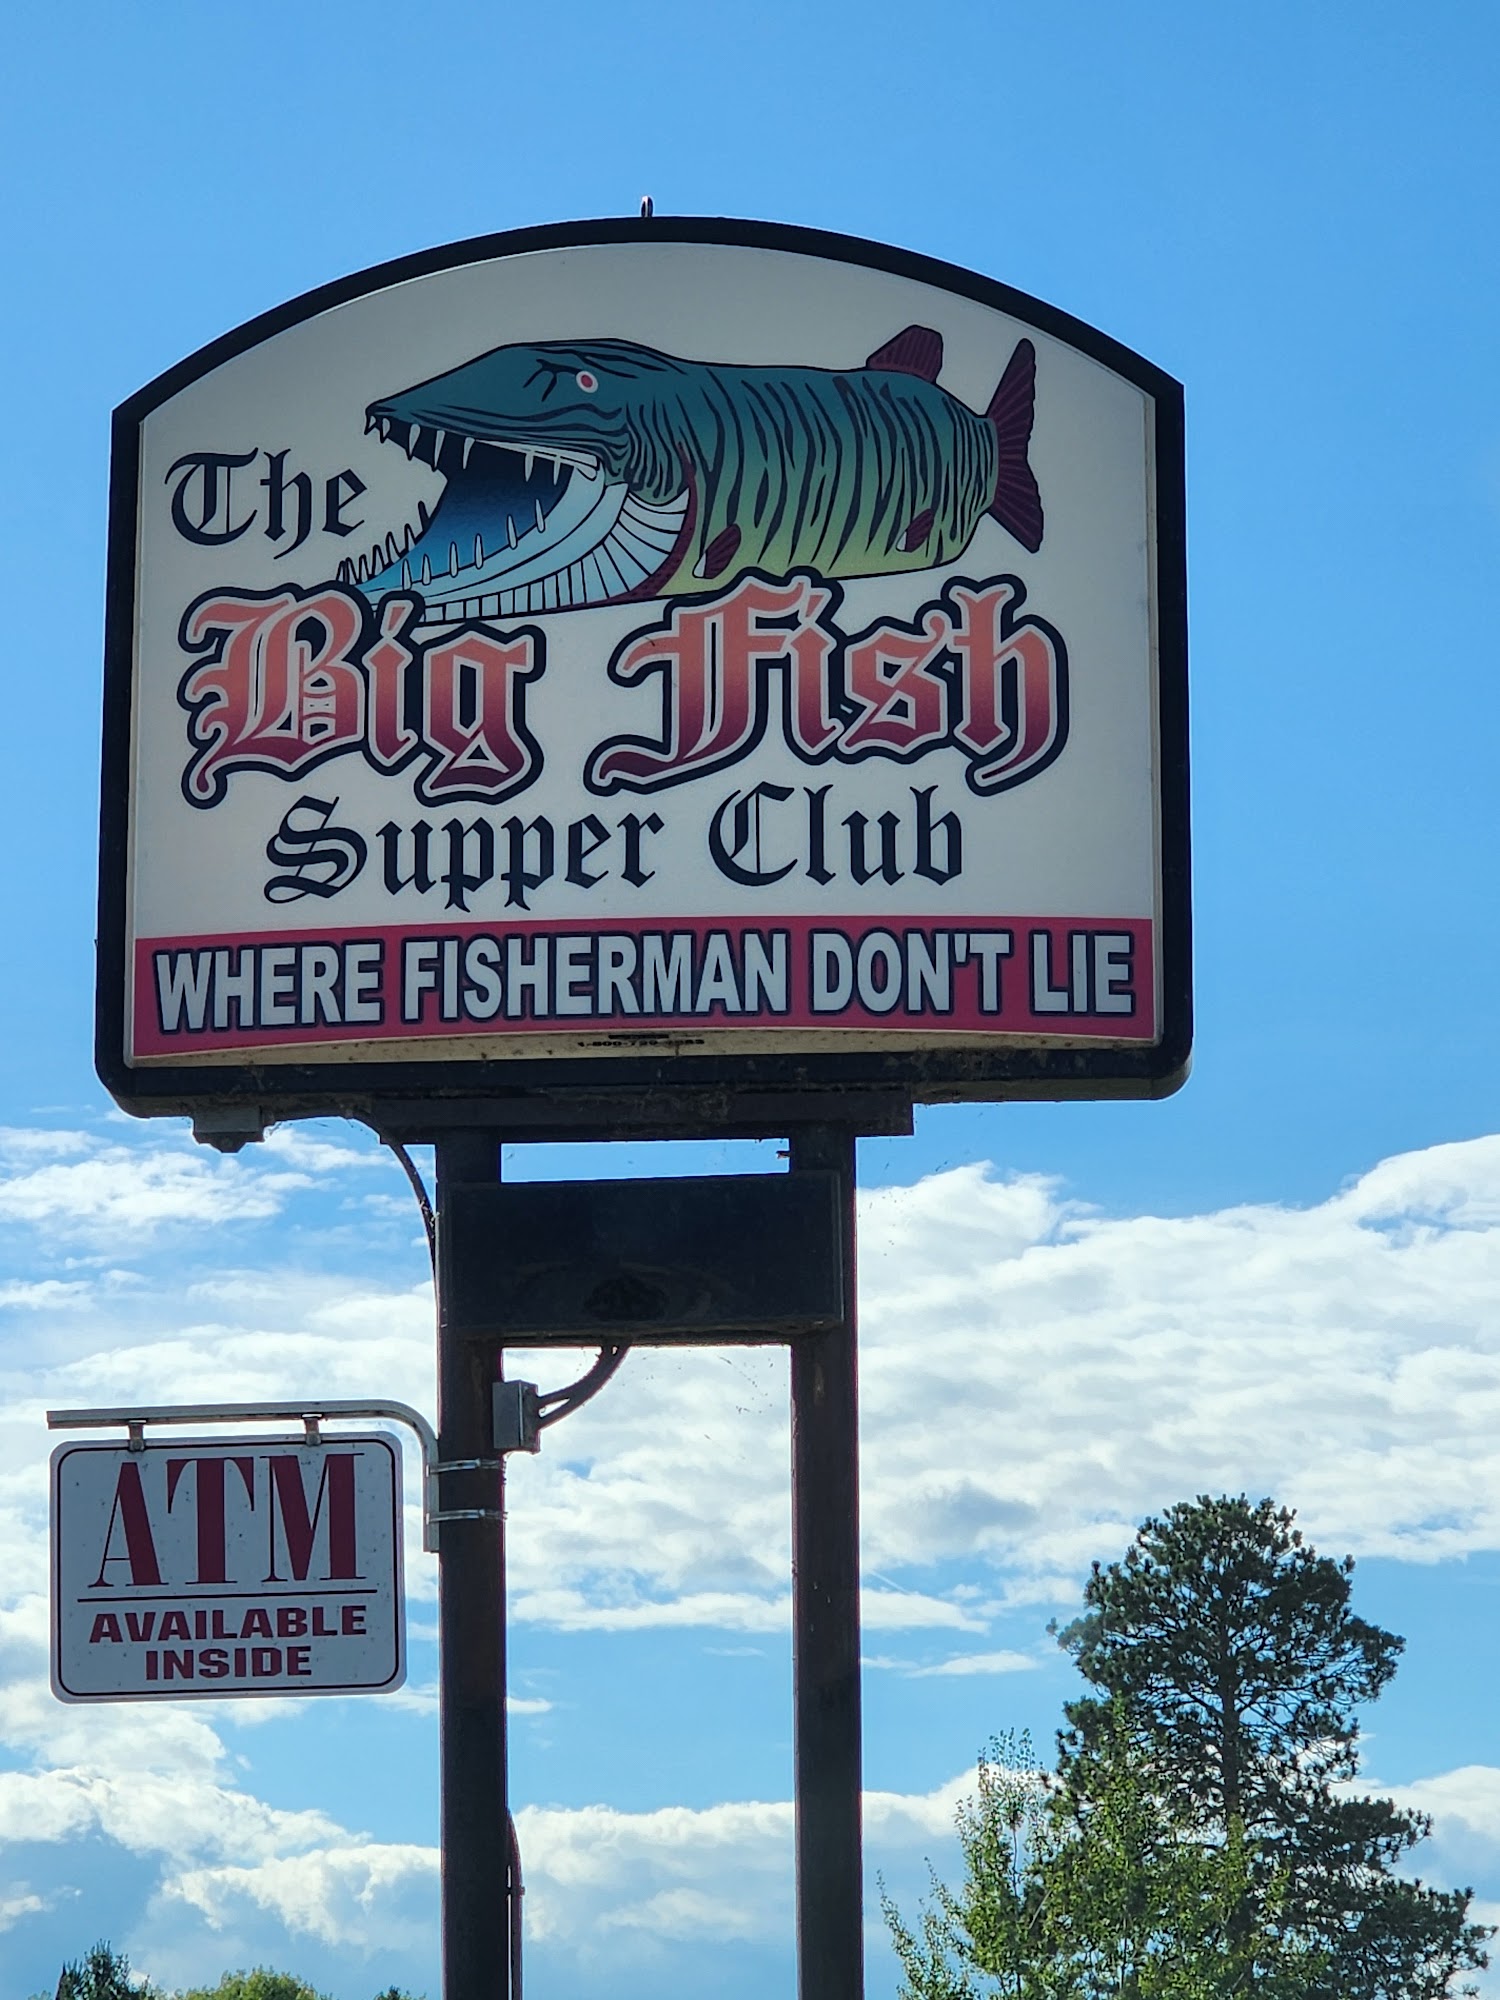 The
Big Fish
Supper Club
WHERE FISHERMAN DON'T LIE
ATM
AVAILABLE
INSIDE